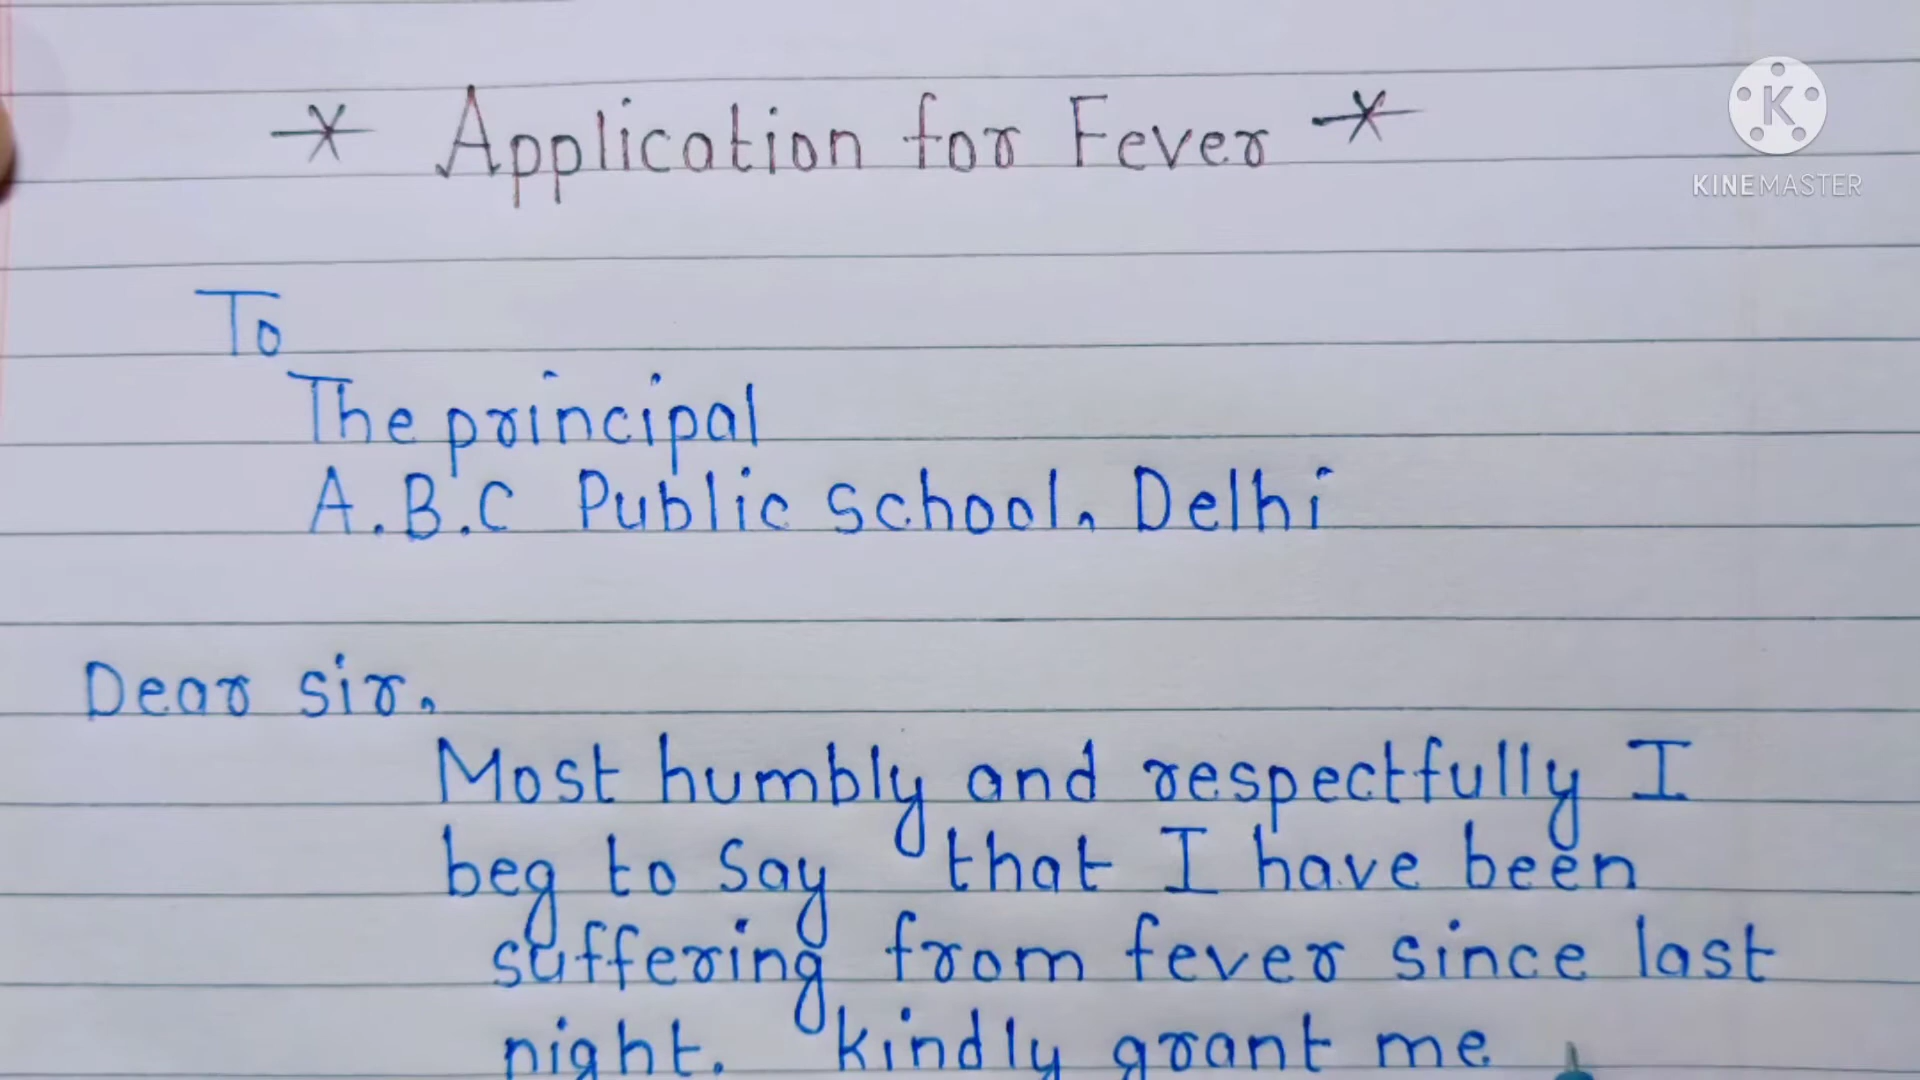 * Application for Fever *
K
KINEMASTER
To
The principal
A.B.C Public school, Delhi
Dear sir,
Most humbly and respectfully I
beg to say that I have been
suffering from fever since last
night. kindly grant me